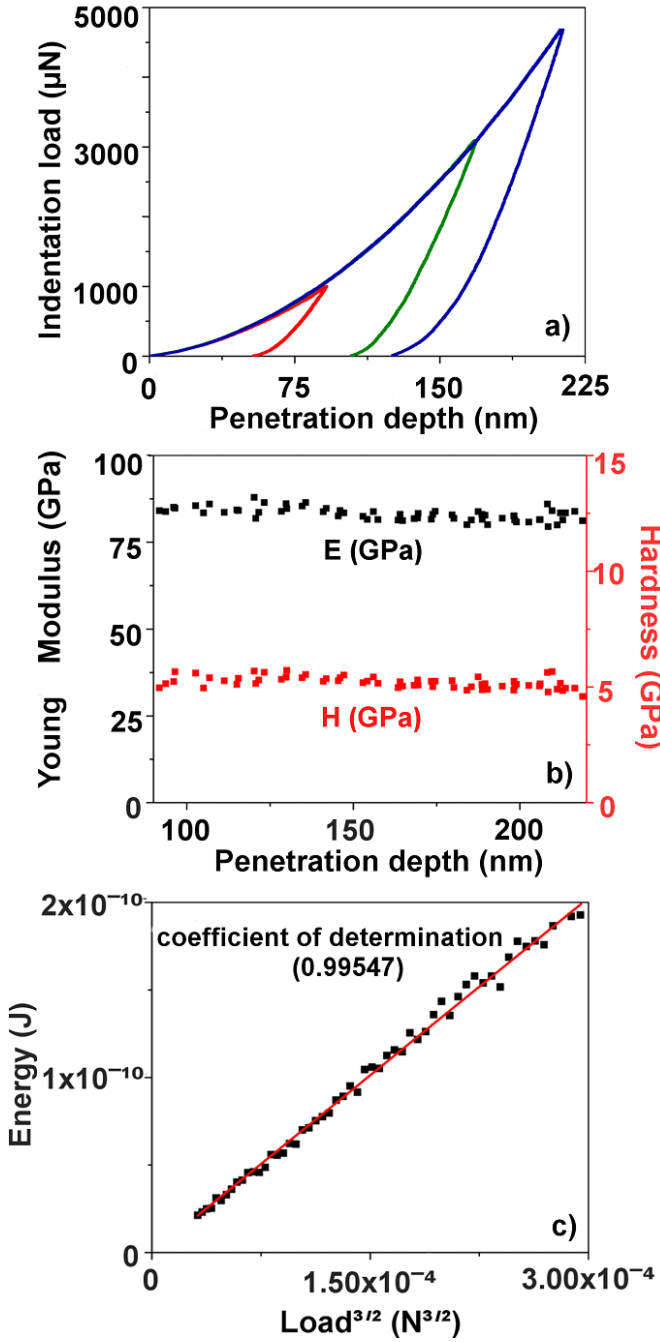 5000
3000
1000
0
Indentation load (µN)
a)
0 75 150 225
Penetration depth (nm)
100
75
50
25
0
Young Modulus (GPa)
E (GPa)
H (GPa)
b)
15
10
5
0
Hardness (GPa)
100 150 200
Penetration depth (nm)
2x10⁻¹⁰
1x10⁻¹⁰
0
Energy (J)
coefficient of determination
(0.99547)
c)
0 1.50x10⁻⁴ 3.00x10⁻⁴
Load³ᐟ² (N³ᐟ²)